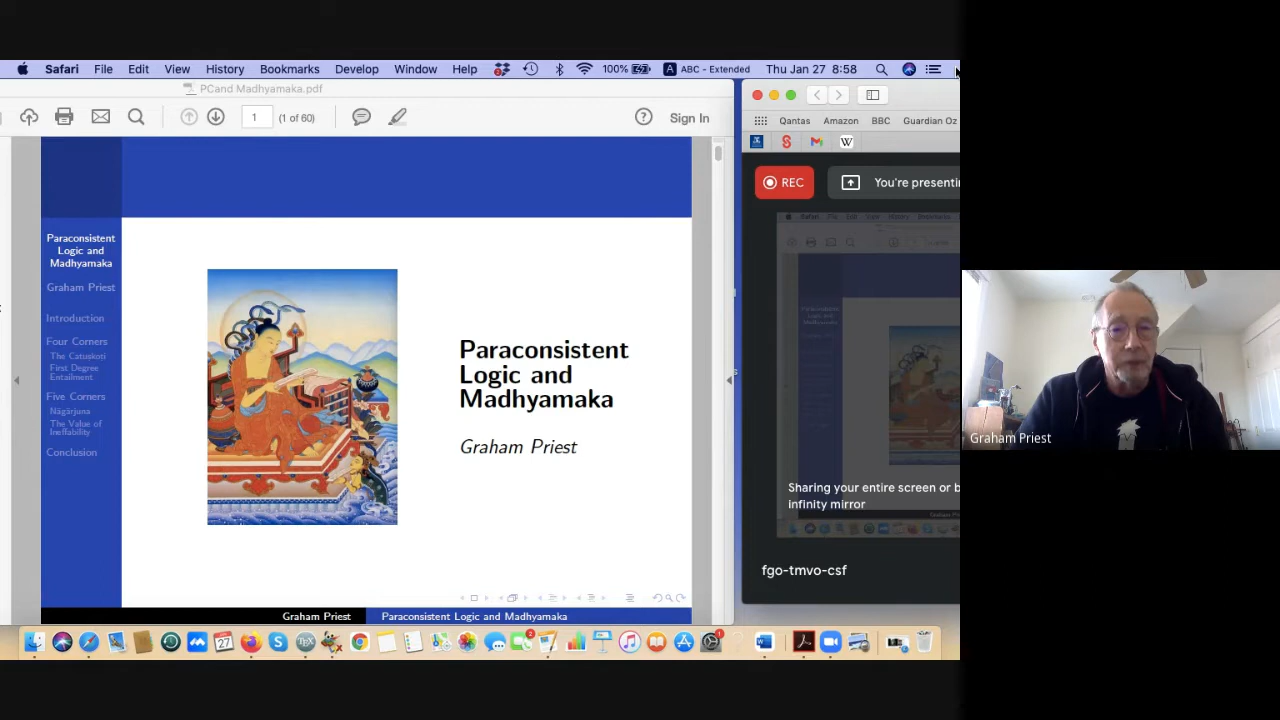 Safari File Edit View History Bookmarks Develop Window Help 100% A ABC - Extended Thu Jan 27 8:58
PCand Madhyamaka.pdf
1 (1 of 60) Sign In
Paraconsistent
Logic and
Madhyamaka
Graham Priest
Introduction
Four Corners
The Catuskoti
First Degree
Entailment
Five Corners
Nāgārjuna
The Value of
Ineffability
Conclusion
Paraconsistent
Logic and
Madhyamaka
Graham Priest
Graham Priest Paraconsistent Logic and Madhyamaka
Qantas Amazon BBC Guardian Oz
W
REC You're presenti
Sharing your entire screen or b
infinity mirror
fgo-tmvo-csf
Graham Priest